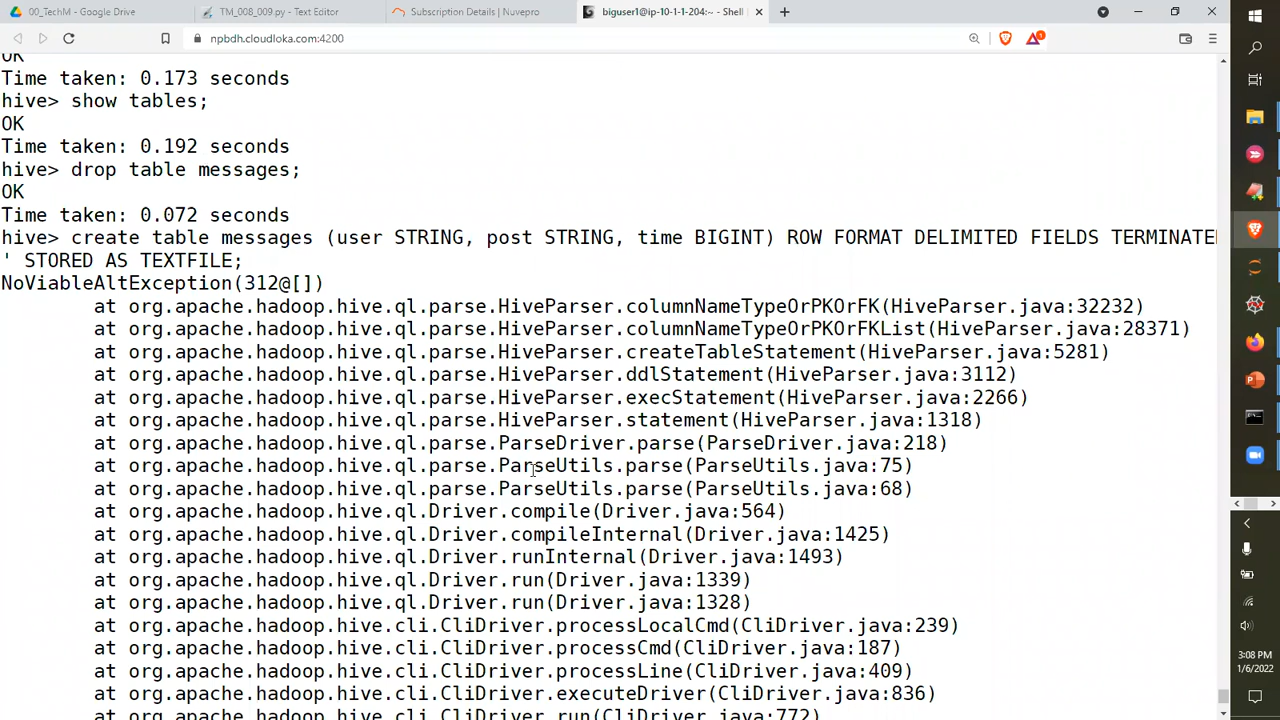 00_TechM - Google Drive
TM_008_009.py - Text Editor
Subscription Details | Nuvepro
biguser1@ip-10-1-1-204:~ - Shell
npbdh.cloudloka.com:4200
OK
Time taken: 0.173 seconds
hive> show tables;
OK
Time taken: 0.192 seconds
hive> drop table messages;
OK
Time taken: 0.072 seconds
hive> create table messages (user STRING, post STRING, time BIGINT) ROW FORMAT DELIMITED FIELDS TERMINATE
' STORED AS TEXTFILE;
NoViableAltException(312@[])
at org.apache.hadoop.hive.ql.parse.HiveParser.columnNameTypeOrPKOrFK(HiveParser.java:32232)
at org.apache.hadoop.hive.ql.parse.HiveParser.columnNameTypeOrPKOrFKList(HiveParser.java:28371)
at org.apache.hadoop.hive.ql.parse.HiveParser.createTableStatement(HiveParser.java:5281)
at org.apache.hadoop.hive.ql.parse.HiveParser.ddlStatement(HiveParser.java:3112)
at org.apache.hadoop.hive.ql.parse.HiveParser.execStatement(HiveParser.java:2266)
at org.apache.hadoop.hive.ql.parse.HiveParser.statement(HiveParser.java:1318)
at org.apache.hadoop.hive.ql.parse.ParseDriver.parse(ParseDriver.java:218)
at org.apache.hadoop.hive.ql.parse.ParseUtils.parse(ParseUtils.java:75)
at org.apache.hadoop.hive.ql.parse.ParseUtils.parse(ParseUtils.java:68)
at org.apache.hadoop.hive.ql.Driver.compile(Driver.java:564)
at org.apache.hadoop.hive.ql.Driver.compileInternal(Driver.java:1425)
at org.apache.hadoop.hive.ql.Driver.runInternal(Driver.java:1493)
at org.apache.hadoop.hive.ql.Driver.run(Driver.java:1339)
at org.apache.hadoop.hive.ql.Driver.run(Driver.java:1328)
at org.apache.hadoop.hive.cli.CliDriver.processLocalCmd(CliDriver.java:239)
at org.apache.hadoop.hive.cli.CliDriver.processCmd(CliDriver.java:187)
at org.apache.hadoop.hive.cli.CliDriver.processLine(CliDriver.java:409)
at org.apache.hadoop.hive.cli.CliDriver.executeDriver(CliDriver.java:836)
at org.apache.hadoop.hive.cli.CliDriver.run(CliDriver.java:772)
3:08 PM
1/6/2022